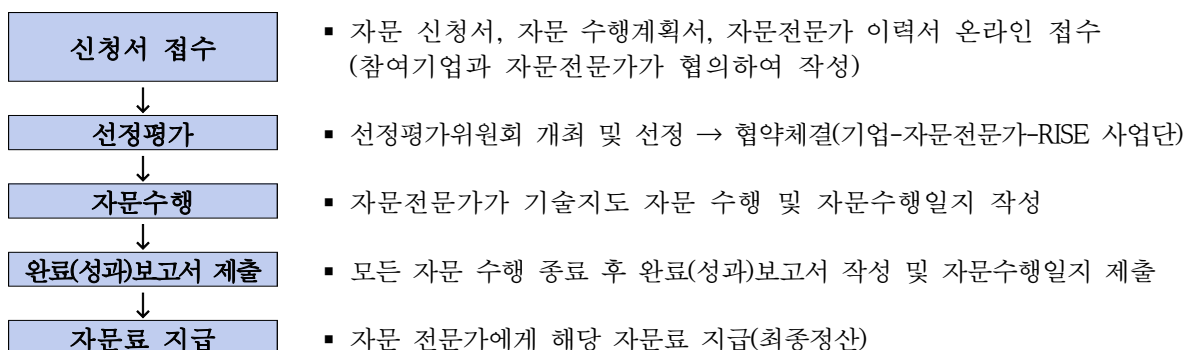 신청서 접수
▪ 자문 신청서, 자문 수행계획서, 자문전문가 이력서 온라인 접수
(참여기업과 자문전문가가 협의하여 작성)
↓
선정평가
▪ 선정평가위원회 개최 및 선정 → 협약체결(기업-자문전문가-RISE 사업단)
↓
자문수행
▪ 자문전문가가 기술지도 자문 수행 및 자문수행일지 작성
↓
완료(성과)보고서 제출
▪ 모든 자문 수행 종료 후 완료(성과)보고서 작성 및 자문수행일지 제출
↓
자문료 지급
▪ 자문 전문가에게 해당 자문료 지급(최종정산)